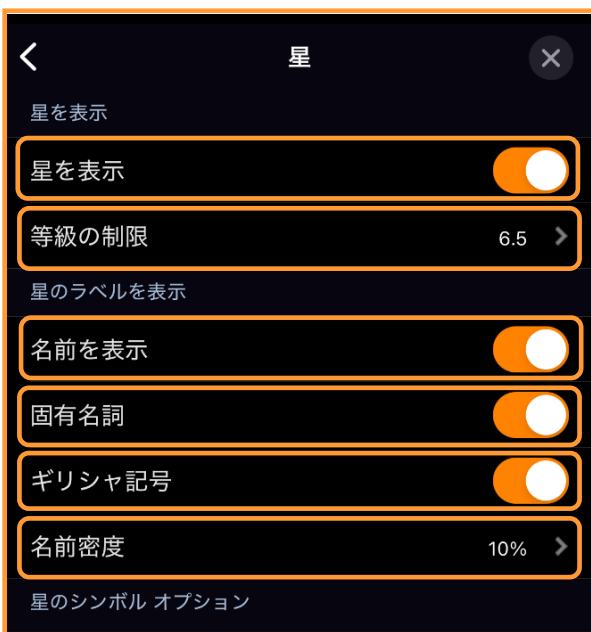 星
星を表示
星を表示
等級の制限 6.5
星のラベルを表示
名前を表示
固有名詞
ギリシャ記号
名前密度 10%
星のシンボル オプション